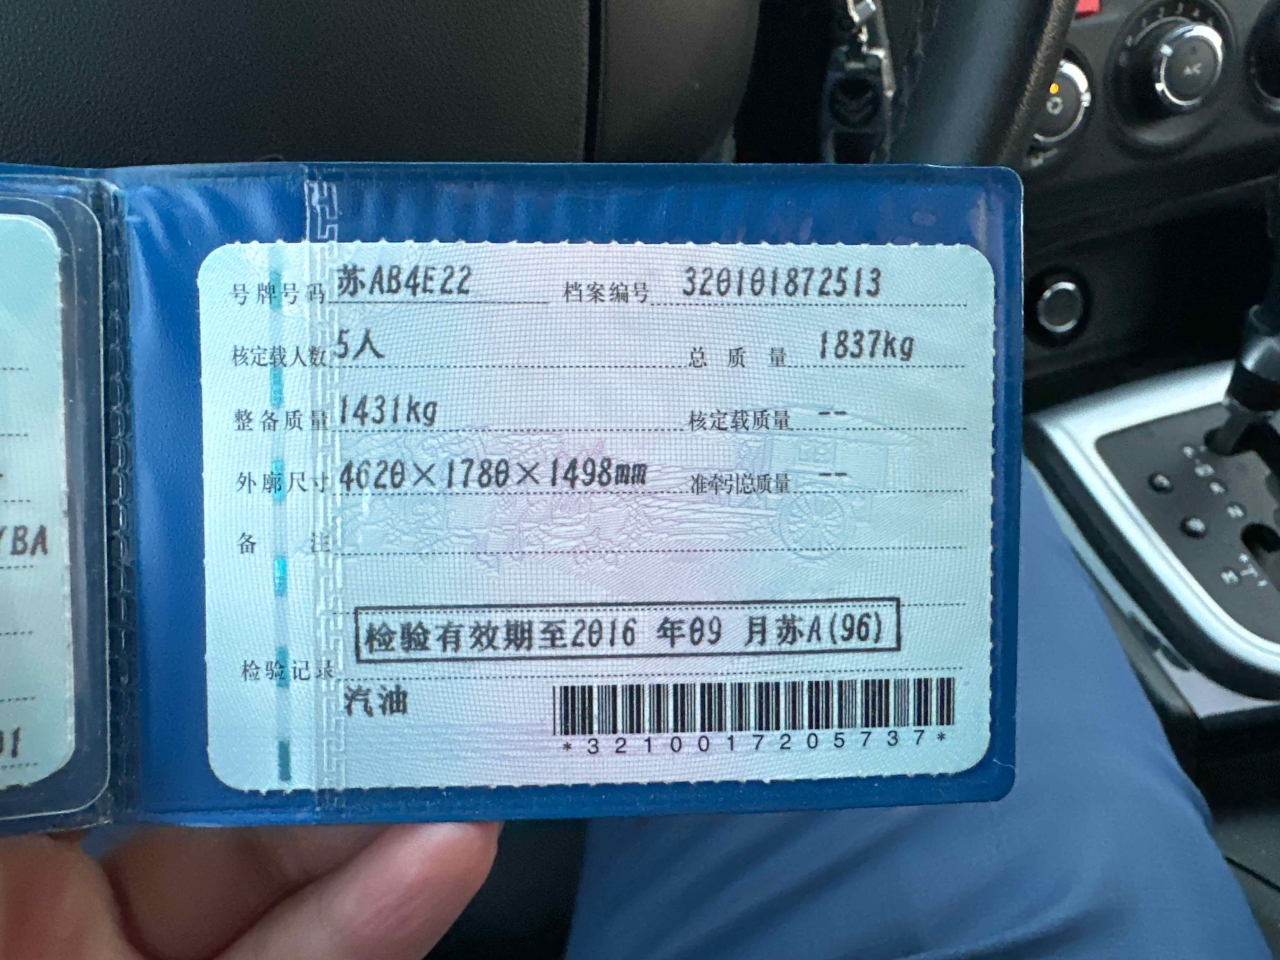 号牌号码 苏AB4E22 档案编号 320101872513
核定载人数 5人 总质量 1837kg
整备质量 1431kg 核定载质量 --
外廓尺寸 4620×1780×1498mm 准牵引总质量 --
备注
检验有效期至2016 年09 月苏A(96)
检验记录
汽油
*3210017205737*
YBA
01
A/C